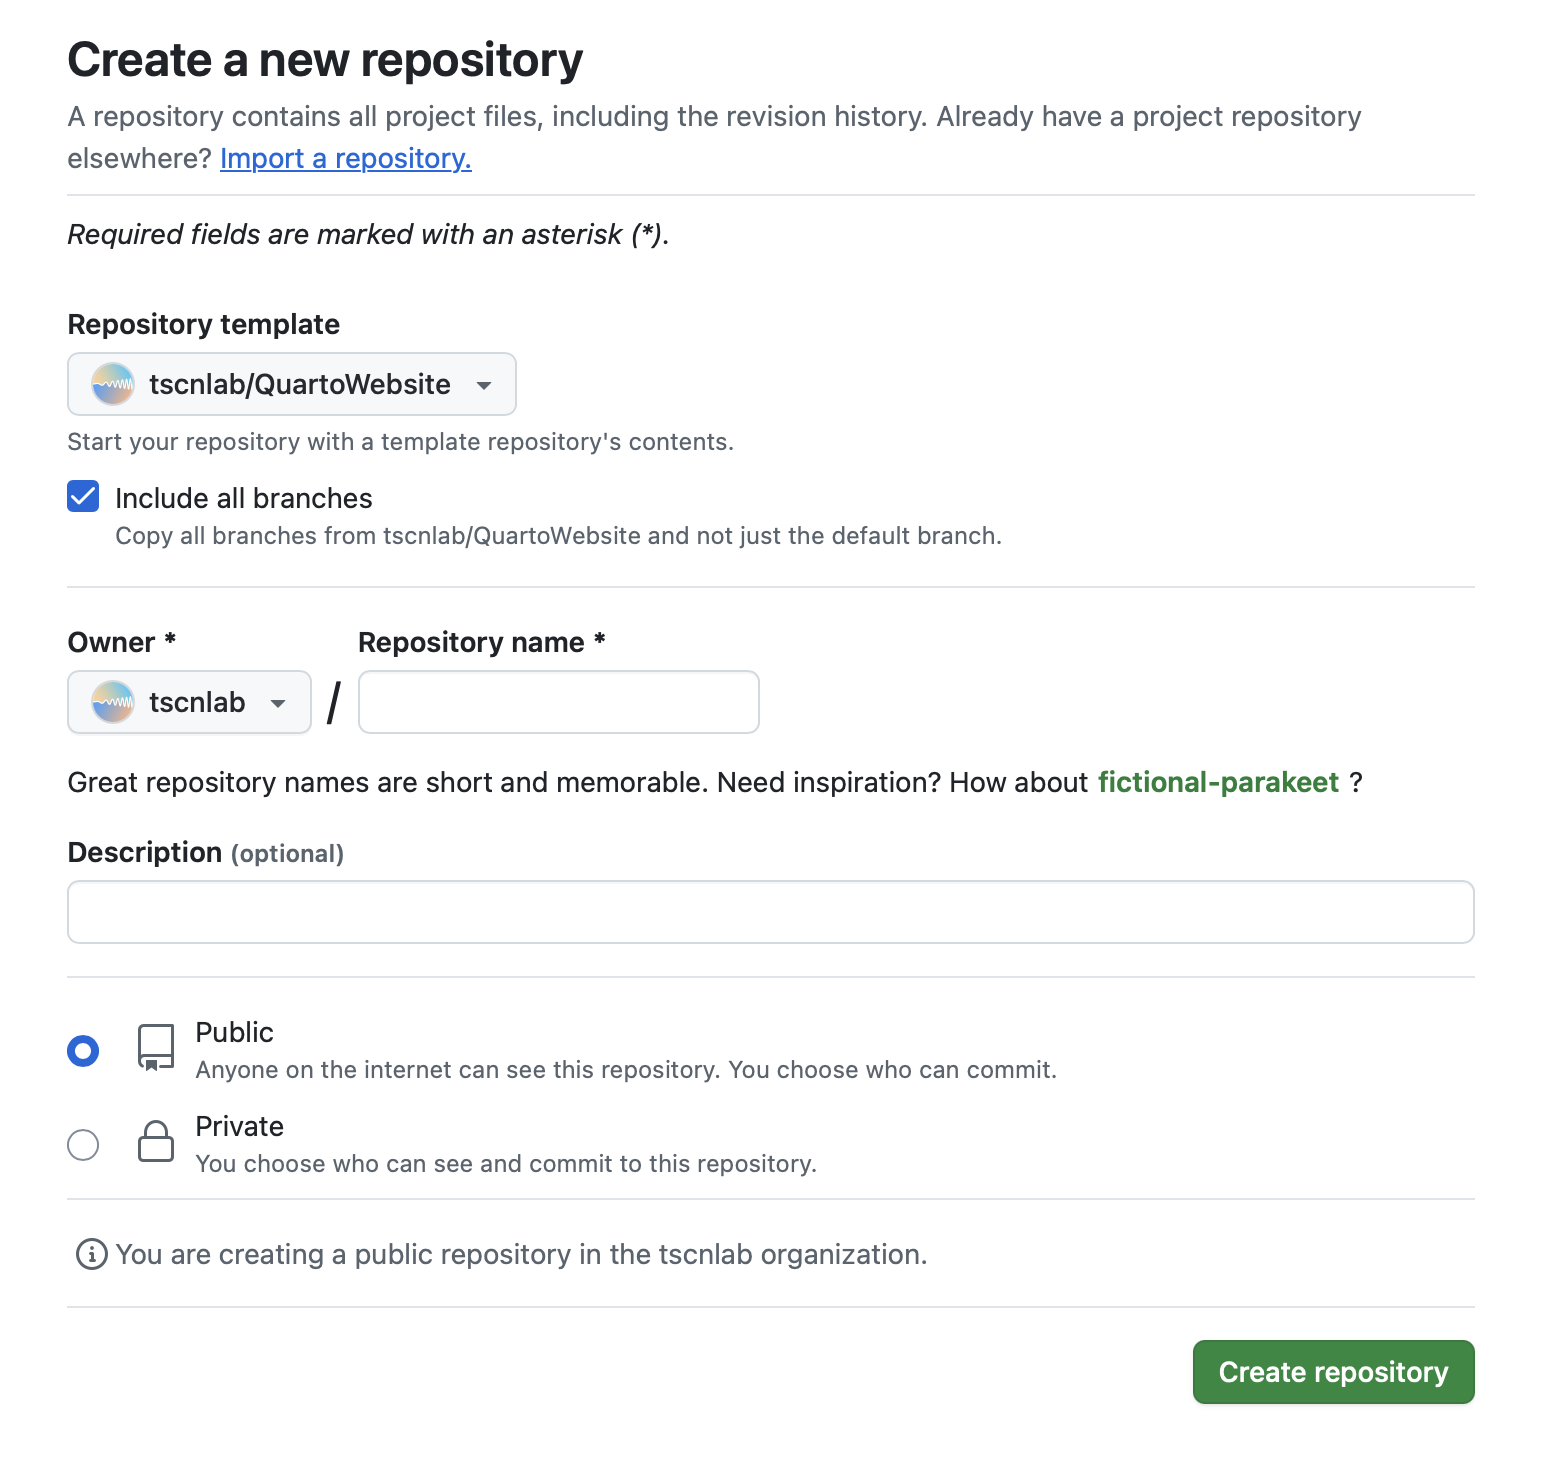 Create a new repository
A repository contains all project files, including the revision history. Already have a project repository
elsewhere? Import a repository.
Required fields are marked with an asterisk (*).
Repository template
tscnlab/QuartoWebsite
Start your repository with a template repository's contents.
Include all branches
Copy all branches from tscnlab/QuartoWebsite and not just the default branch.
Owner * Repository name *
tscnlab /
Great repository names are short and memorable. Need inspiration? How about fictional-parakeet ?
Description (optional)
Public
Anyone on the internet can see this repository. You choose who can commit.
Private
You choose who can see and commit to this repository.
You are creating a public repository in the tscnlab organization.
Create repository